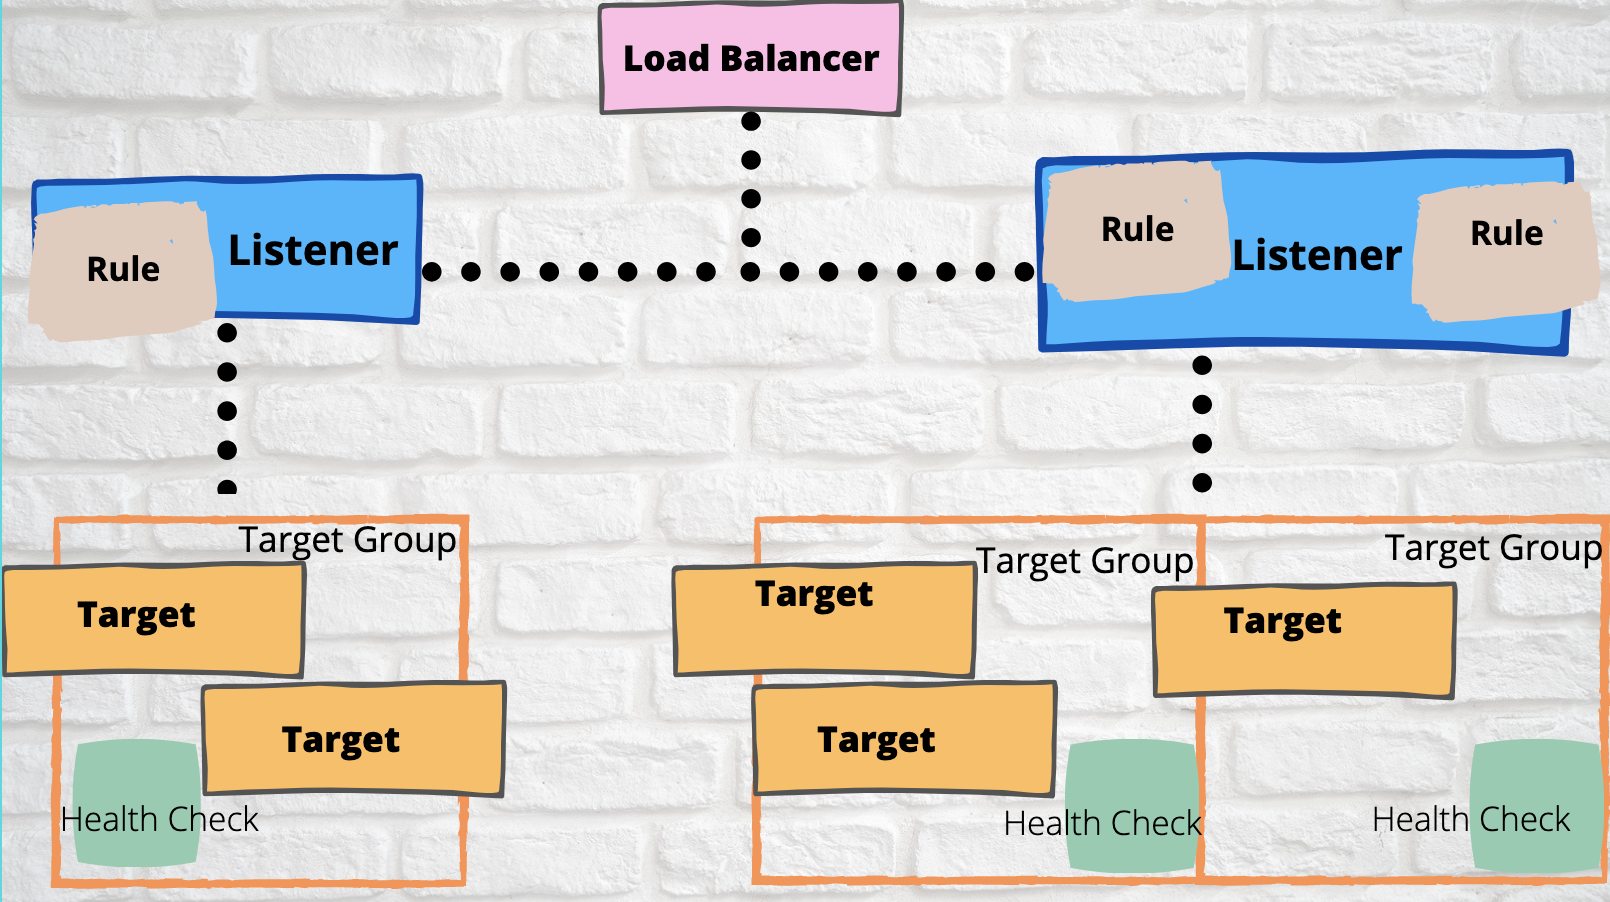 Load Balancer
Rule
Listener
Rule
Listener
Rule
Target Group
Target
Target
Health Check
Target Group
Target
Target
Health Check
Target Group
Target
Health Check